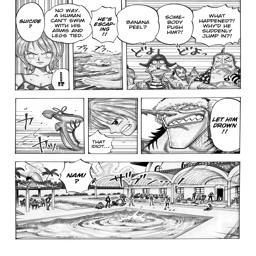 WHAT
HAPPENED?!
WHY'D HE
SUDDENLY
JUMP IN?!
SOME-
BODY
PUSH
HIM?!
BANANA
PEEL?
HE'S
ESCAP-
ING
!!
NO WAY.
A HUMAN
CAN'T SWIM
WITH HIS
ARMS AND
LEGS TIED.
SUICIDE
?
!?
LET HIM
DROWN
!!
THAT
IDIOT...
NAMI
?